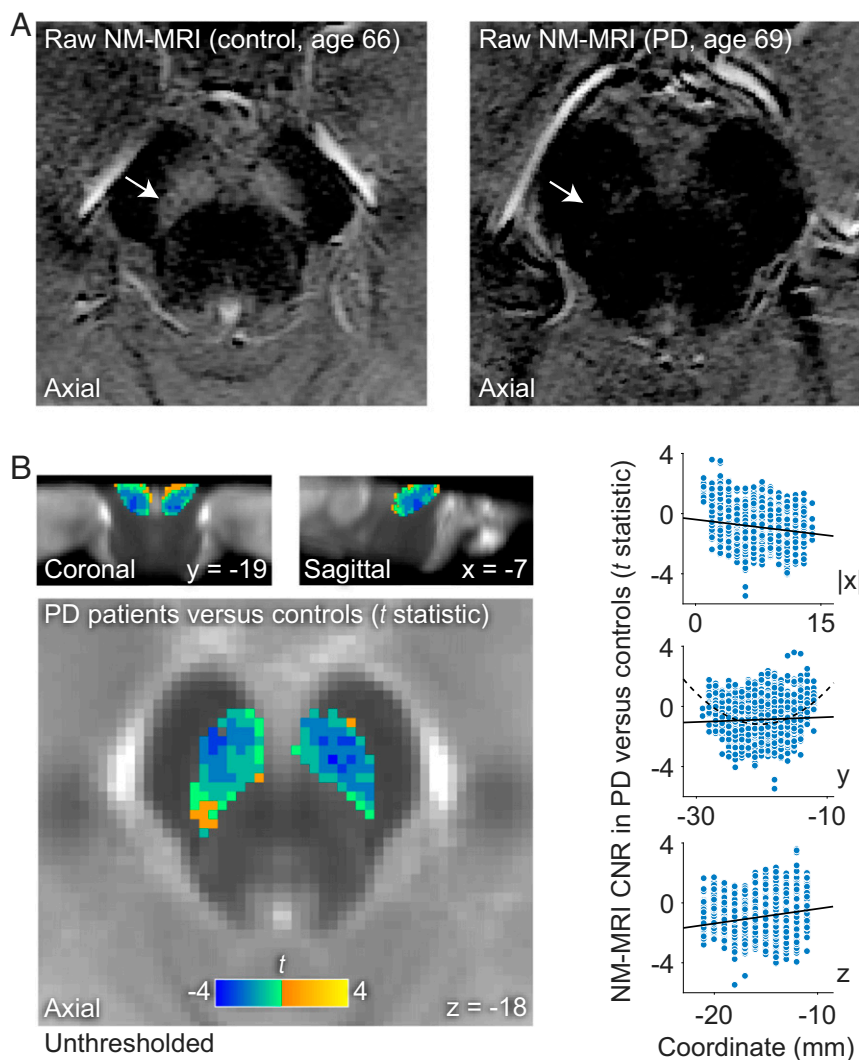 A
Raw NM-MRI (control, age 66)
Axial
Raw NM-MRI (PD, age 69)
Axial
B
Coronal
y = -19
Sagittal
x = -7
PD patients versus controls (t statistic)
t
-4
4
Axial
z = -18
Unthresholded
NM-MRI CNR in PD versus controls (t statistic)
4
0
-4
|x|
0
15
4
0
-4
y
-30
-10
4
0
-4
z
-20
-10
Coordinate (mm)